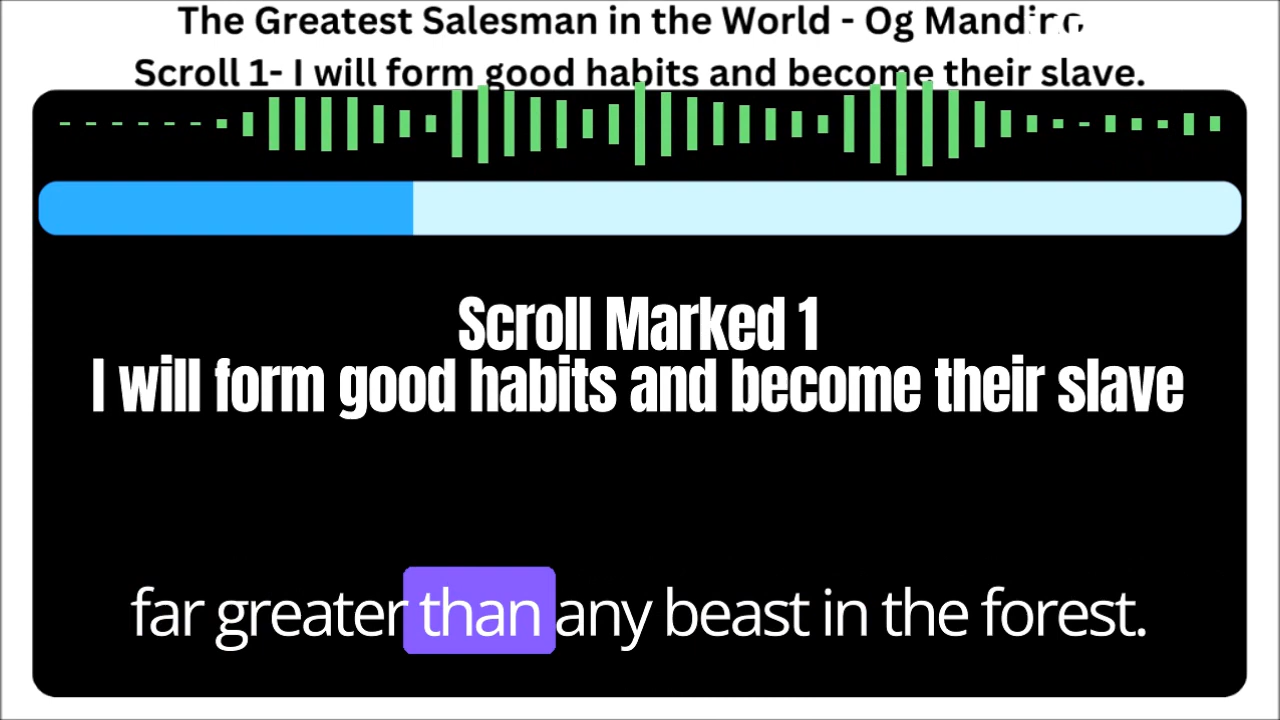 The Greatest Salesman in the World - Og
Scroll 1- I will form good habits and become their slave.
Scroll Marked 1
I will form good habits and become their slave
far greater than any beast in the forest.